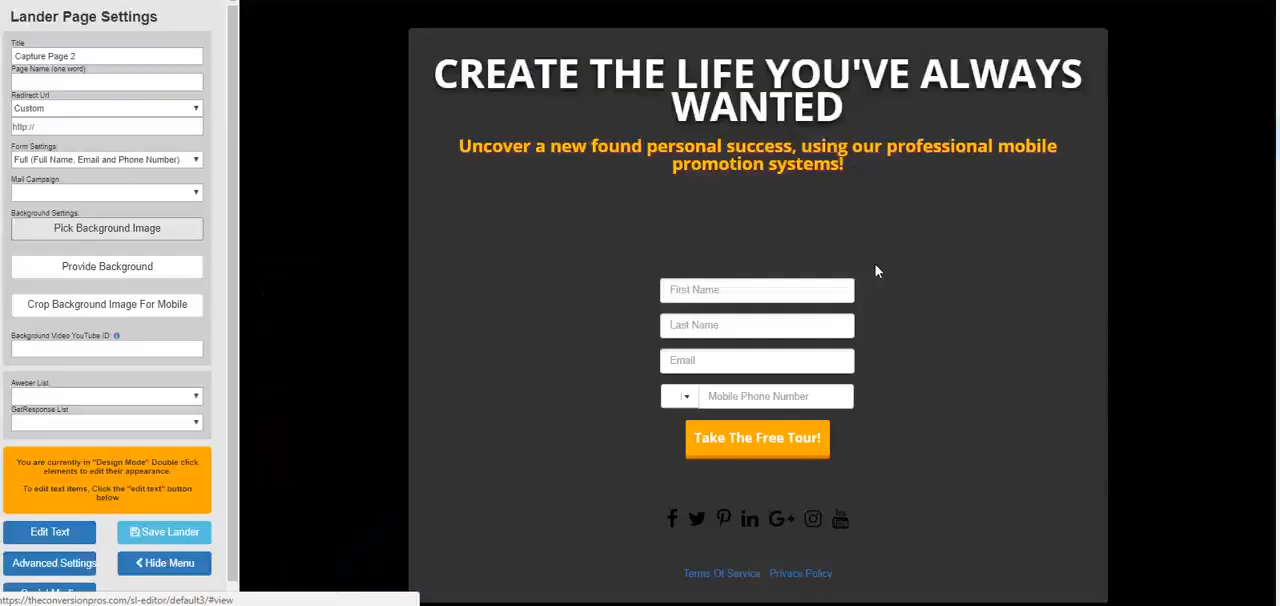 Lander Page Settings
Title
Capture Page 2
Page Name (one word)
Redirect Url
Custom
http://
Form Settings:
Full (Full Name, Email and Phone Number)
Mail Campaign
Background Settings:
Pick Background Image
Provide Background
Crop Background Image For Mobile
Background Video YouTube ID:
Aweber List
GetResponse List
You are currently in "Design Mode" Double click
elements to edit their appearance.
To edit text items, Click the "edit text" button
below
Edit Text
Save Lander
Advanced Settings
Hide Menu
https://theconversionpros.com/sl-editor/default3/#view
CREATE THE LIFE YOU'VE ALWAYS
WANTED
Uncover a new found personal success, using our professional mobile
promotion systems!
First Name
Last Name
Email
Mobile Phone Number
Take The Free Tour!
Terms Of Service Privacy Policy